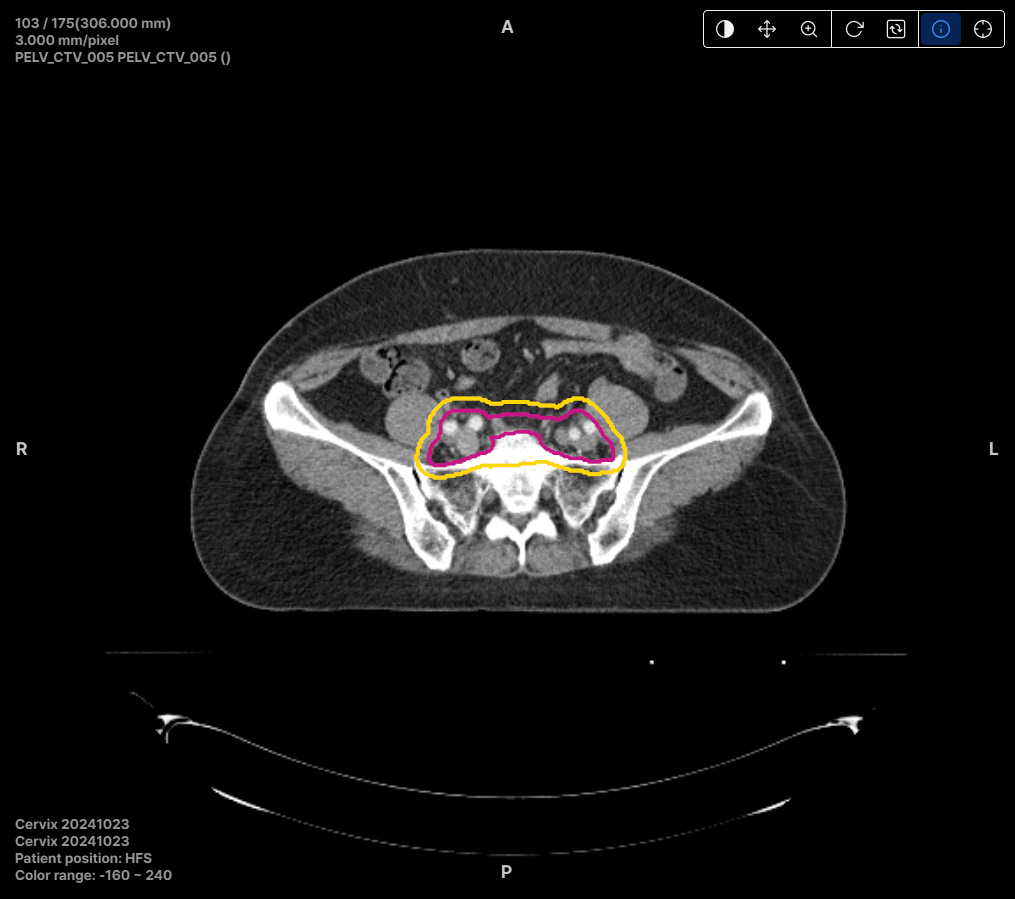 103 / 175(306.000 mm)
3.000 mm/pixel
PELV_CTV_005 PELV_CTV_005 ()
A
R
L
Cervix 20241023
Cervix 20241023
Patient position: HFS
Color range: -160 ~ 240
P